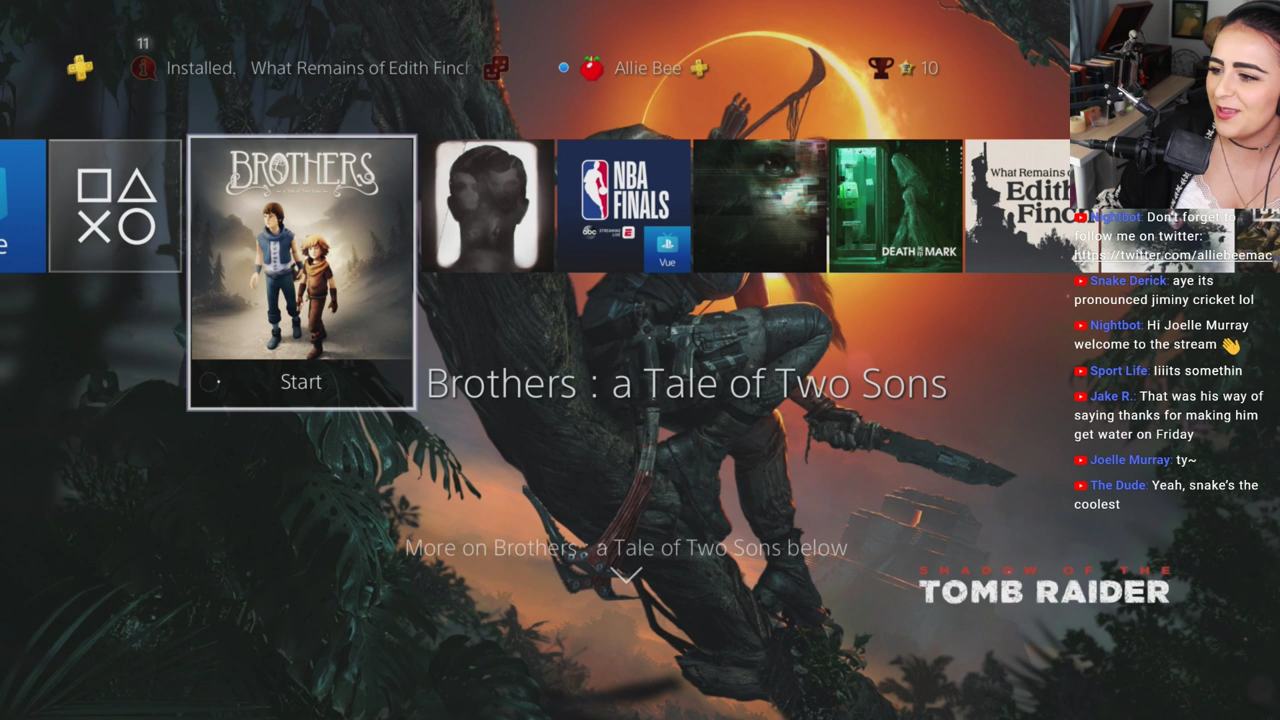 11
Installed. What Remains of Edith Finch
Allie Bee
10
e
BROTHERS
Start
NBA
FINALS
abc
Vue
DEATH MARK
What Remains of
Edith
Finc
Brothers : a Tale of Two Sons
More on Brothers : a Tale of Two Sons below
SHADOW OF THE
TOMB RAIDER
Nightbot: Don't forget to
follow me on twitter:
https://twitter.com/alliebeemac
Snake Derick: aye its
pronounced jiminy cricket lol
Nightbot: Hi Joelle Murray
welcome to the stream 👋
Sport Life: Iiiits somethin
Jake R.: That was his way of
saying thanks for making him
get water on Friday
Joelle Murray: ty~
The Dude: Yeah, snake's the
coolest